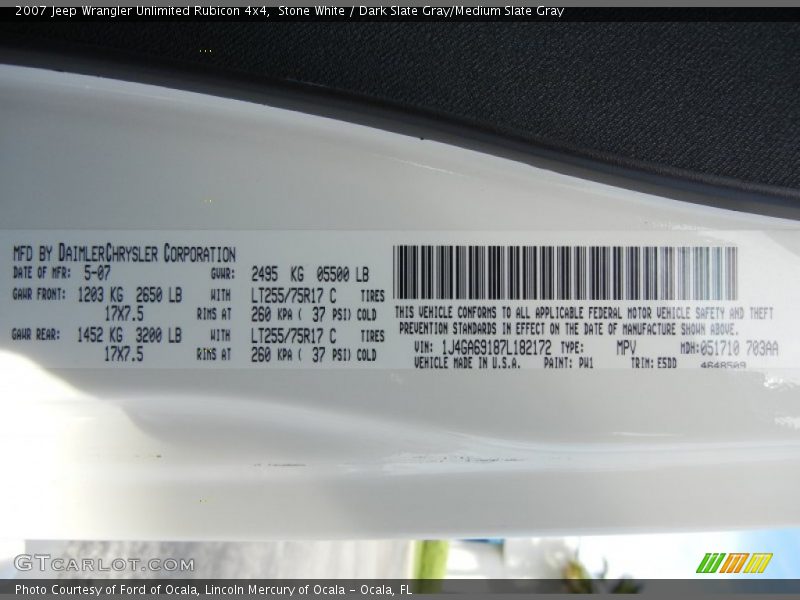 2007 Jeep Wrangler Unlimited Rubicon 4x4, Stone White / Dark Slate Gray/Medium Slate Gray
MFD BY DAIMLERCHRYSLER CORPORATION
DATE OF MFR: 5-07 GVWR: 2495 KG 05500 LB
GAWR FRONT: 1203 KG 2650 LB WITH LT255/75R17 C TIRES
17X7.5 RIMS AT 260 KPA ( 37 PSI) COLD
GAWR REAR: 1452 KG 3200 LB WITH LT255/75R17 C TIRES
17X7.5 RIMS AT 260 KPA ( 37 PSI) COLD
THIS VEHICLE CONFORMS TO ALL APPLICABLE FEDERAL MOTOR VEHICLE SAFETY AND THEFT
PREVENTION STANDARDS IN EFFECT ON THE DATE OF MANUFACTURE SHOWN ABOVE.
VIN: 1J4GA69187L182172 TYPE: MPV MDH:051710 703AA
VEHICLE MADE IN U.S.A. PAINT: PW1 TRIM: E5DD 4648509
GTCARLOT.COM
Photo Courtesy of Ford of Ocala, Lincoln Mercury of Ocala - Ocala, FL